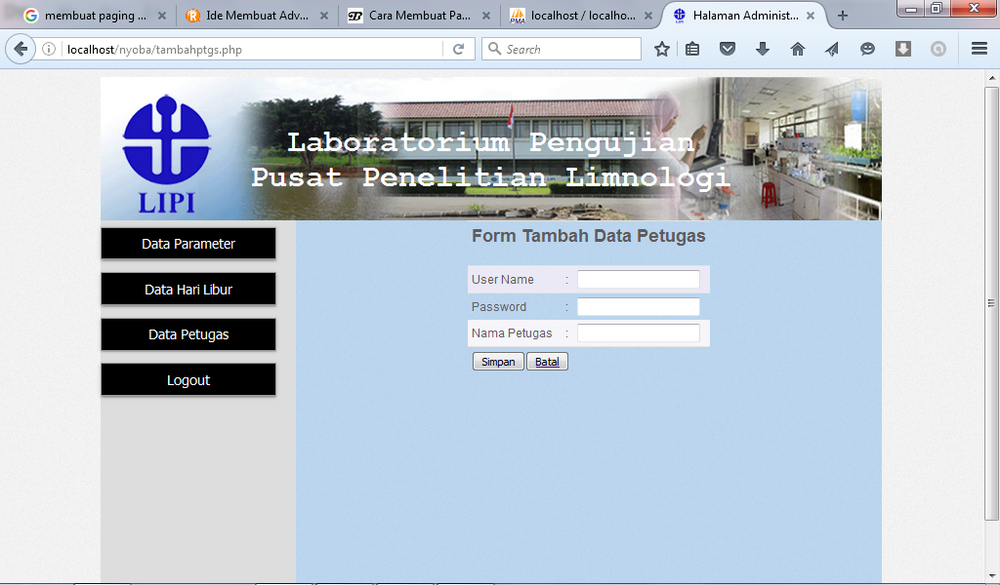 membuat paging ...
Ide Membuat Adv...
Cara Membuat Pa...
localhost / localho...
Halaman Administ...
localhost/nyoba/tambahptgs.php
Search
LIPI
Laboratorium Pengujian
Pusat Penelitian Limnologi
Data Parameter
Data Hari Libur
Data Petugas
Logout
Form Tambah Data Petugas
User Name :
Password :
Nama Petugas :
Simpan Batal